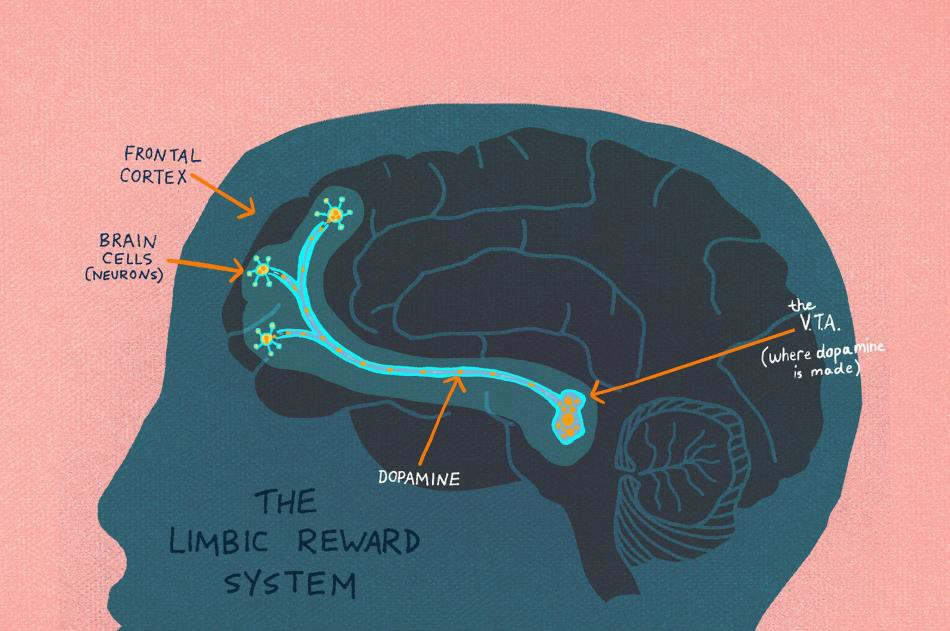 FRONTAL
CORTEX
BRAIN
CELLS
(NEURONS)
the
V.T.A.
(where dopamine
is made)
DOPAMINE
THE
LIMBIC REWARD
SYSTEM